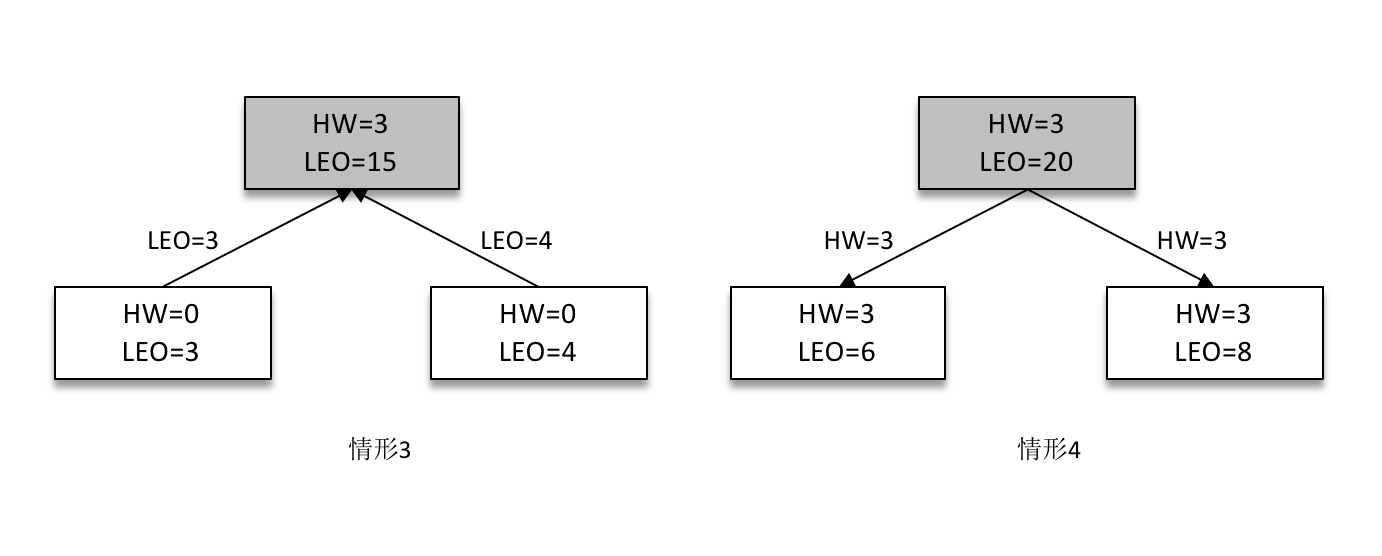 HW=3
LEO=15
LEO=3
LEO=4
HW=0
LEO=3
HW=0
LEO=4
情形3
HW=3
LEO=20
HW=3
HW=3
HW=3
LEO=6
HW=3
LEO=8
情形4